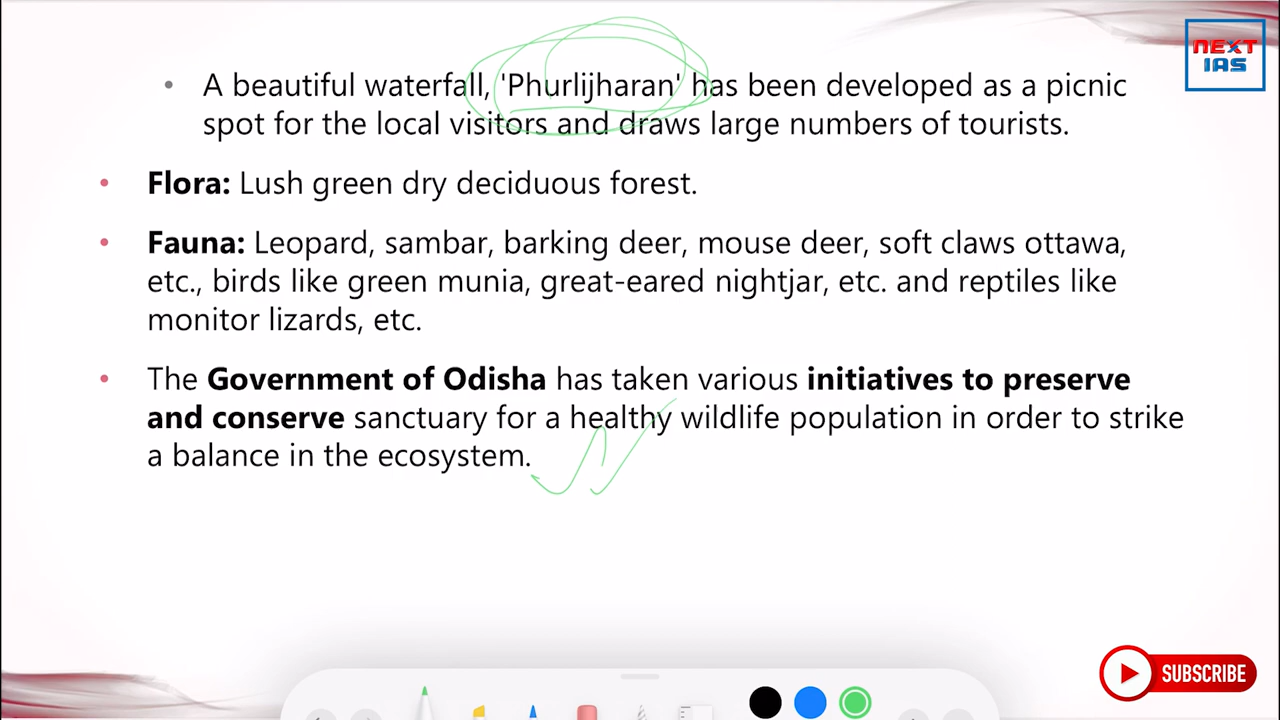 NEXT
IAS
• A beautiful waterfall, 'Phurlijharan' has been developed as a picnic
spot for the local visitors and draws large numbers of tourists.
• Flora: Lush green dry deciduous forest.
• Fauna: Leopard, sambar, barking deer, mouse deer, soft claws ottawa,
etc., birds like green munia, great-eared nightjar, etc. and reptiles like
monitor lizards, etc.
• The Government of Odisha has taken various initiatives to preserve
and conserve sanctuary for a healthy wildlife population in order to strike
a balance in the ecosystem.
SUBSCRIBE